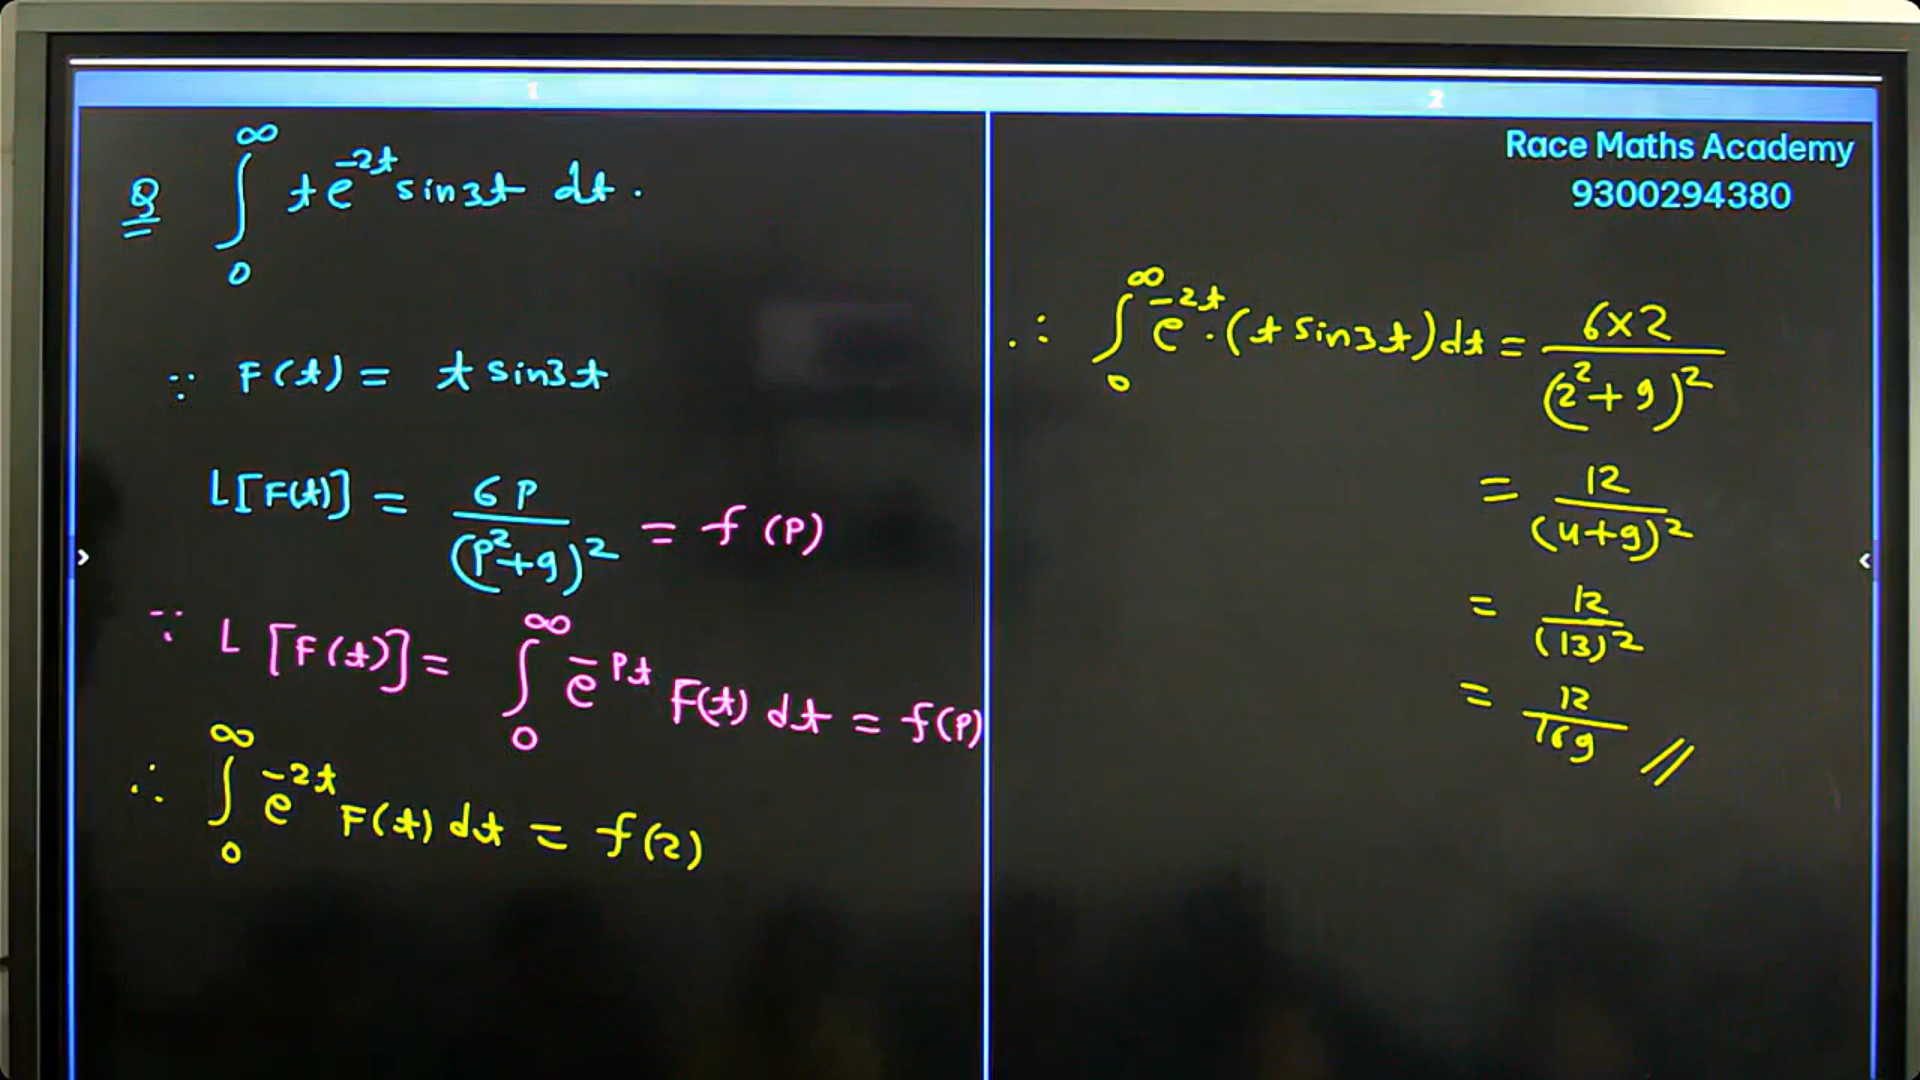 1
Q ∫₀^∞ t e^{-2t} sin3t dt.
∵ F(t) = t sin3t
L[F(t)] = 6P/(P²+9)² = f(P)
∵ L[F(t)] = ∫₀^∞ e^{-Pt} F(t) dt = f(P)
∴ ∫₀^∞ e^{-2t} F(t) dt = f(2)
2
Race Maths Academy
9300294380
∴ ∫₀^∞ e^{-2t}·(t sin3t)dt = 6×2/(2²+9)²
= 12/(4+9)²
= 12/(13)²
= 12/169 //